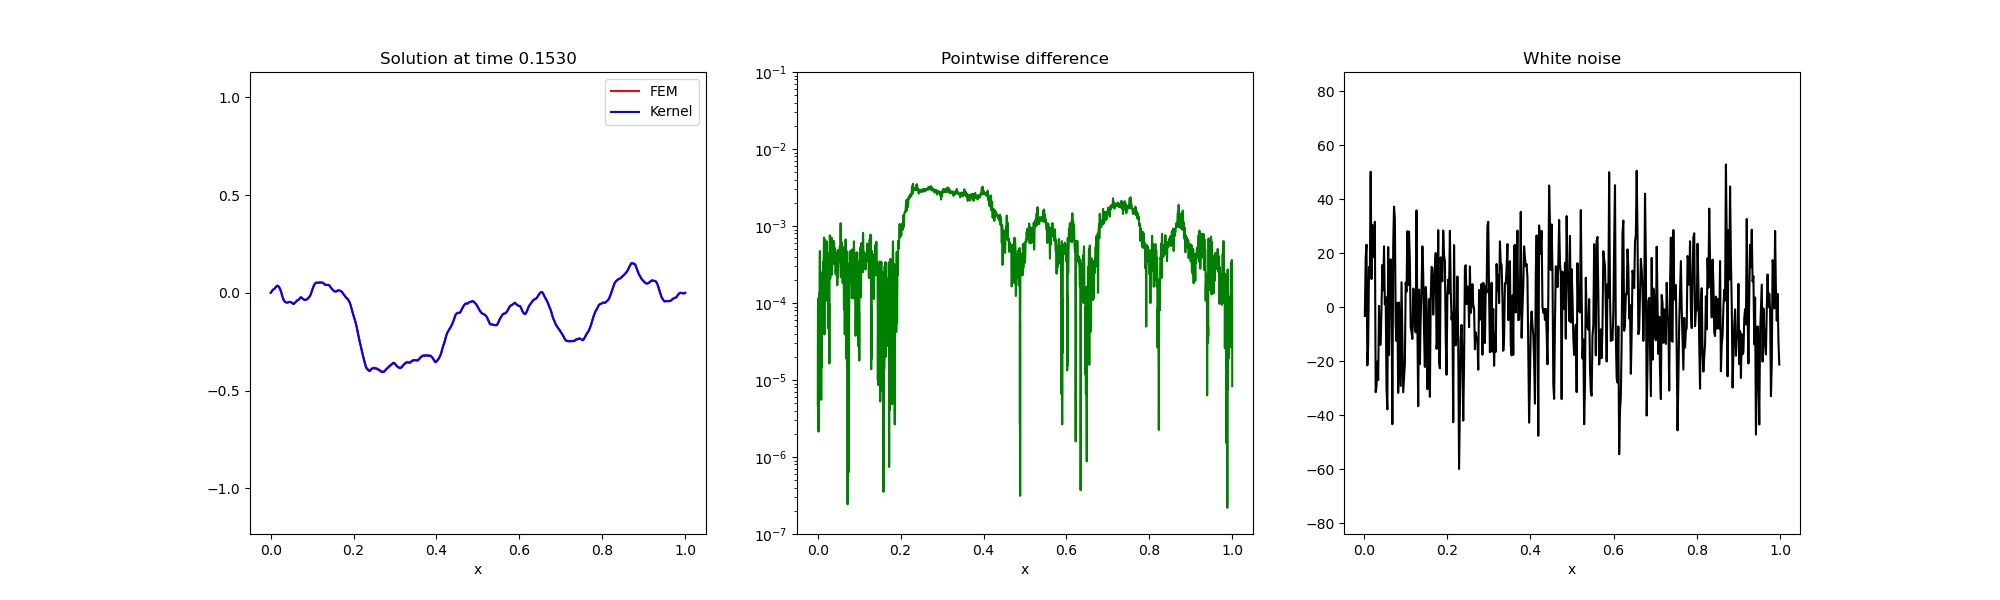 Solution at time 0.1530
1.0
0.5
0.0
−0.5
−1.0
FEM
Kernel
0.0 0.2 0.4 0.6 0.8 1.0
x
Pointwise difference
10⁻¹
10⁻²
10⁻³
10⁻⁴
10⁻⁵
10⁻⁶
10⁻⁷
0.0 0.2 0.4 0.6 0.8 1.0
x
White noise
80
60
40
20
0
−20
−40
−60
−80
0.0 0.2 0.4 0.6 0.8 1.0
x